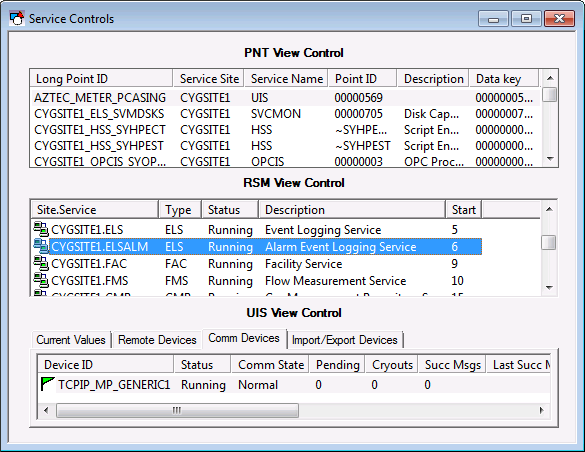 Service Controls
PNT View Control
Long Point ID Service Site Service Name Point ID Description Data key
AZTEC_METER_PCASING CYGSITE1 UIS 00000569 0000005...
CYGSITE1_ELS_SVMDSKS CYGSITE1 SVCMON 00000705 Disk Cap... 00000007...
CYGSITE1_HSS_SYHPECT CYGSITE1 HSS ~SYHPE... Script En... 00000000...
CYGSITE1_HSS_SYHPEST CYGSITE1 HSS ~SYHPEST Script En... 00000000...
CYGSITE1_OPCIS_SYOP... CYGSITE1 OPCIS 00000003 OPC Proc... 00000000...
RSM View Control
Site.Service Type Status Description Start
CYGSITE1.ELS ELS Running Event Logging Service 5
CYGSITE1.ELSALM ELS Running Alarm Event Logging Service 6
CYGSITE1.FAC FAC Running Facility Service 9
CYGSITE1.FMS FMS Running Flow Measurement Service 10
UIS View Control
Current Values Remote Devices Comm Devices Import/Export Devices
Device ID Status Comm State Pending Cryouts Succ Msgs Last Succ
TCPIP_MP_GENERIC1 Running Normal 0 0 0